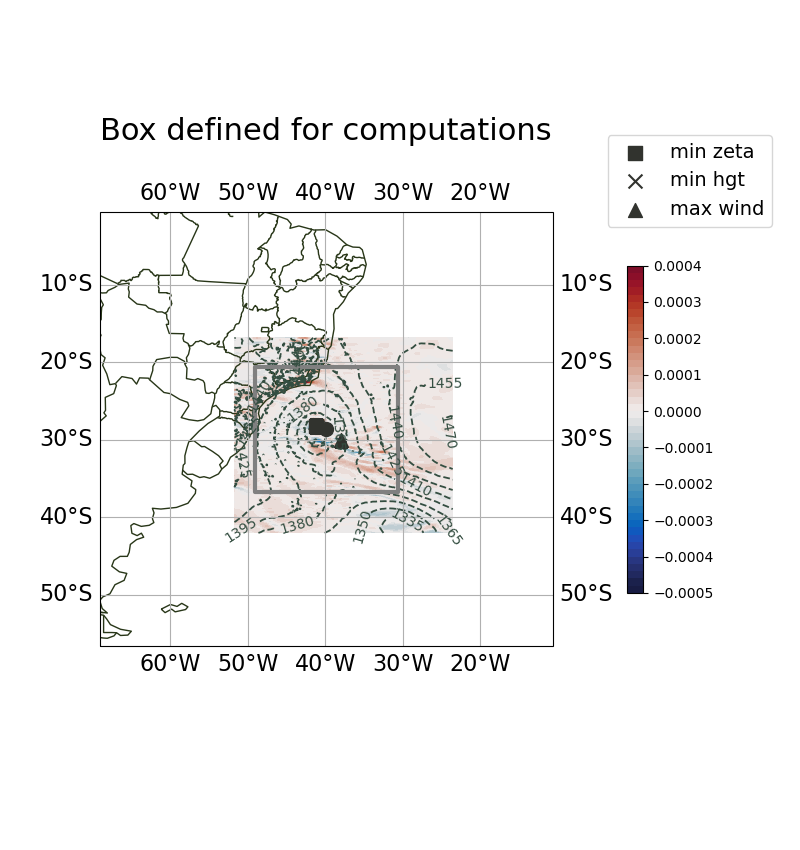 Box defined for computations
min zeta
min hgt
max wind
60°W 50°W 40°W 30°W 20°W
10°S 10°S
20°S 20°S
30°S 30°S
40°S 40°S
50°S 50°S
60°W 50°W 40°W 30°W 20°W
0.0004
0.0003
0.0002
0.0001
0.0000
−0.0001
−0.0002
−0.0003
−0.0004
−0.0005
1455
1380
1440
1470
1425
1410
1395
1380
1350
1335
1365